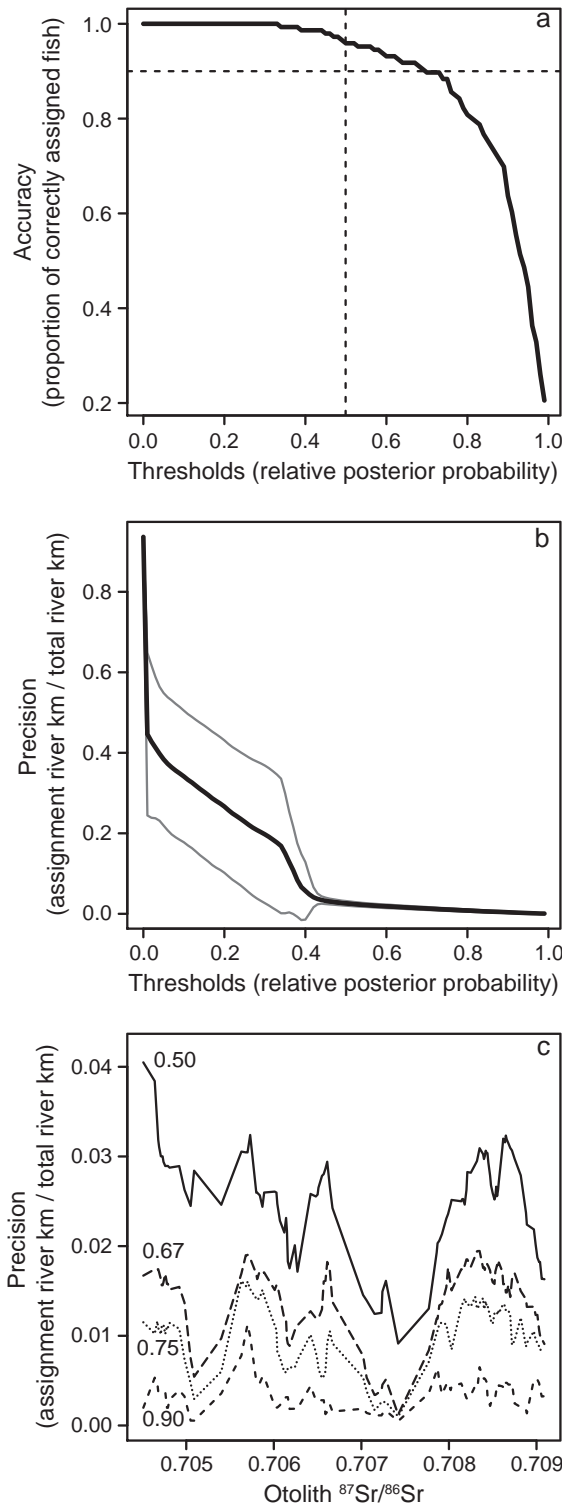 a
1.0
0.8
0.6
0.4
0.2
Accuracy
(proportion of correctly assigned fish)
0.0 0.2 0.4 0.6 0.8 1.0
Thresholds (relative posterior probability)
b
0.8
0.6
0.4
0.2
0.0
Precision
(assignment river km / total river km)
0.0 0.2 0.4 0.6 0.8 1.0
Thresholds (relative posterior probability)
c
0.04
0.03
0.02
0.01
0.00
Precision
(assignment river km / total river km)
0.50
0.67
0.75
0.90
0.705 0.706 0.707 0.708 0.709
Otolith ⁸⁷Sr/⁸⁶Sr